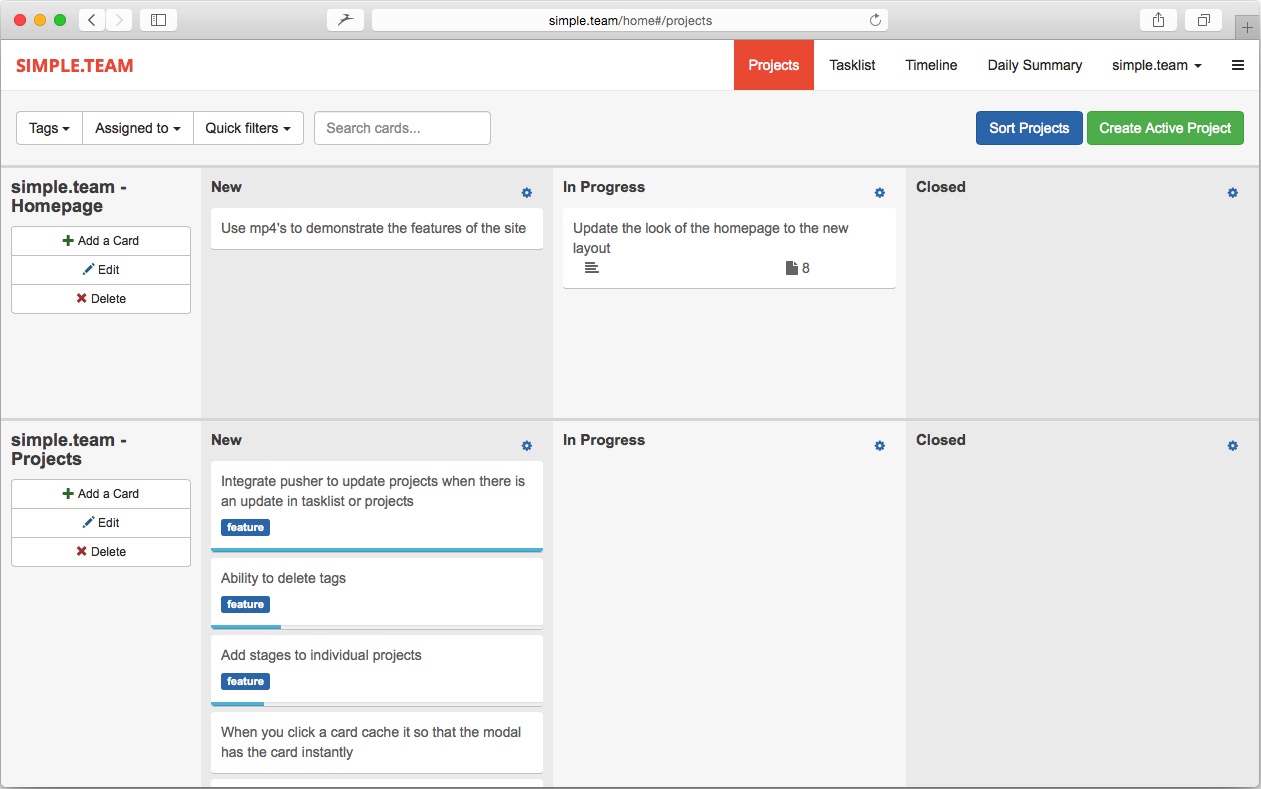 simple.team/home#/projects
SIMPLE.TEAM
Projects
Tasklist
Timeline
Daily Summary
simple.team
Tags
Assigned to
Quick filters
Search cards...
Sort Projects
Create Active Project
simple.team -
Homepage
Add a Card
Edit
Delete
New
Use mp4's to demonstrate the features of the site
In Progress
Update the look of the homepage to the new
layout
8
Closed
simple.team -
Projects
Add a Card
Edit
Delete
New
Integrate pusher to update projects when there is
an update in tasklist or projects
feature
Ability to delete tags
feature
Add stages to individual projects
feature
When you click a card cache it so that the modal
has the card instantly
In Progress
Closed